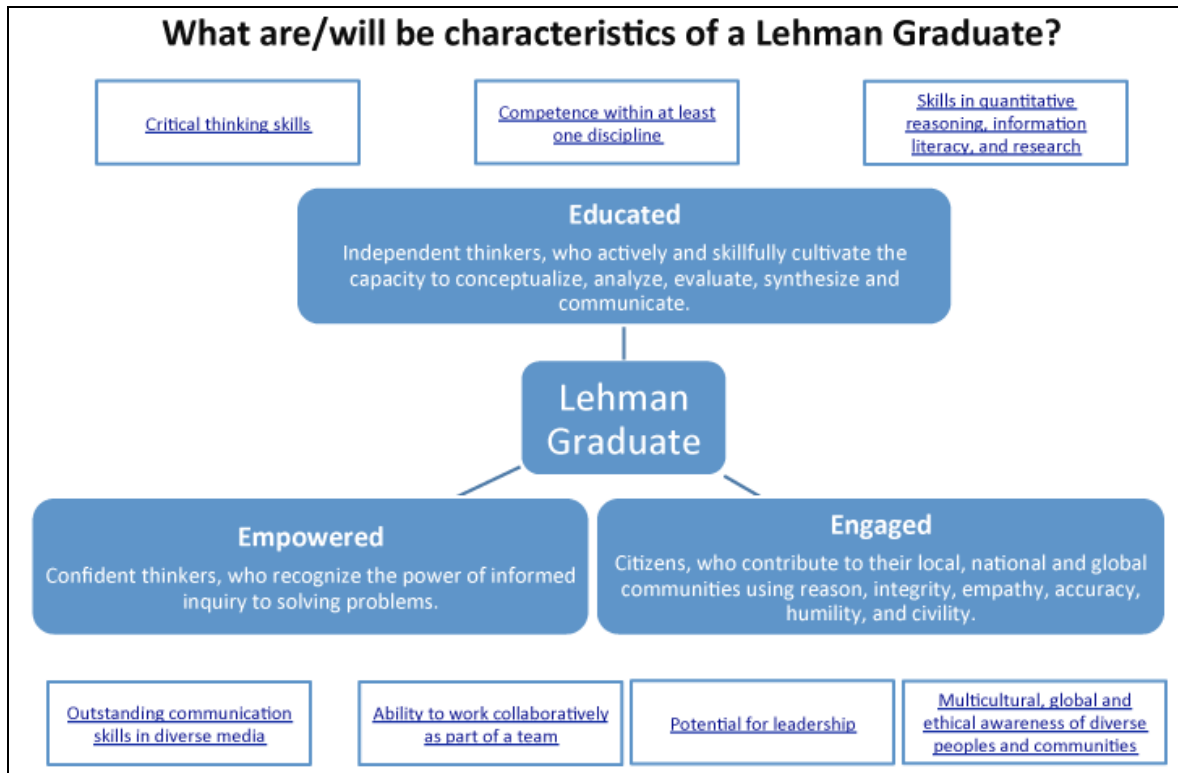 What are/will be characteristics of a Lehman Graduate?
Critical thinking skills
Competence within at least
one discipline
Skills in quantitative
reasoning, information
literacy, and research
Educated
Independent thinkers, who actively and skillfully cultivate the
capacity to conceptualize, analyze, evaluate, synthesize and
communicate.
Lehman
Graduate
Empowered
Confident thinkers, who recognize the power of informed
inquiry to solving problems.
Engaged
Citizens, who contribute to their local, national and global
communities using reason, integrity, empathy, accuracy,
humility, and civility.
Outstanding communication
skills in diverse media
Ability to work collaboratively
as part of a team
Potential for leadership
Multicultural, global and
ethical awareness of diverse
peoples and communities